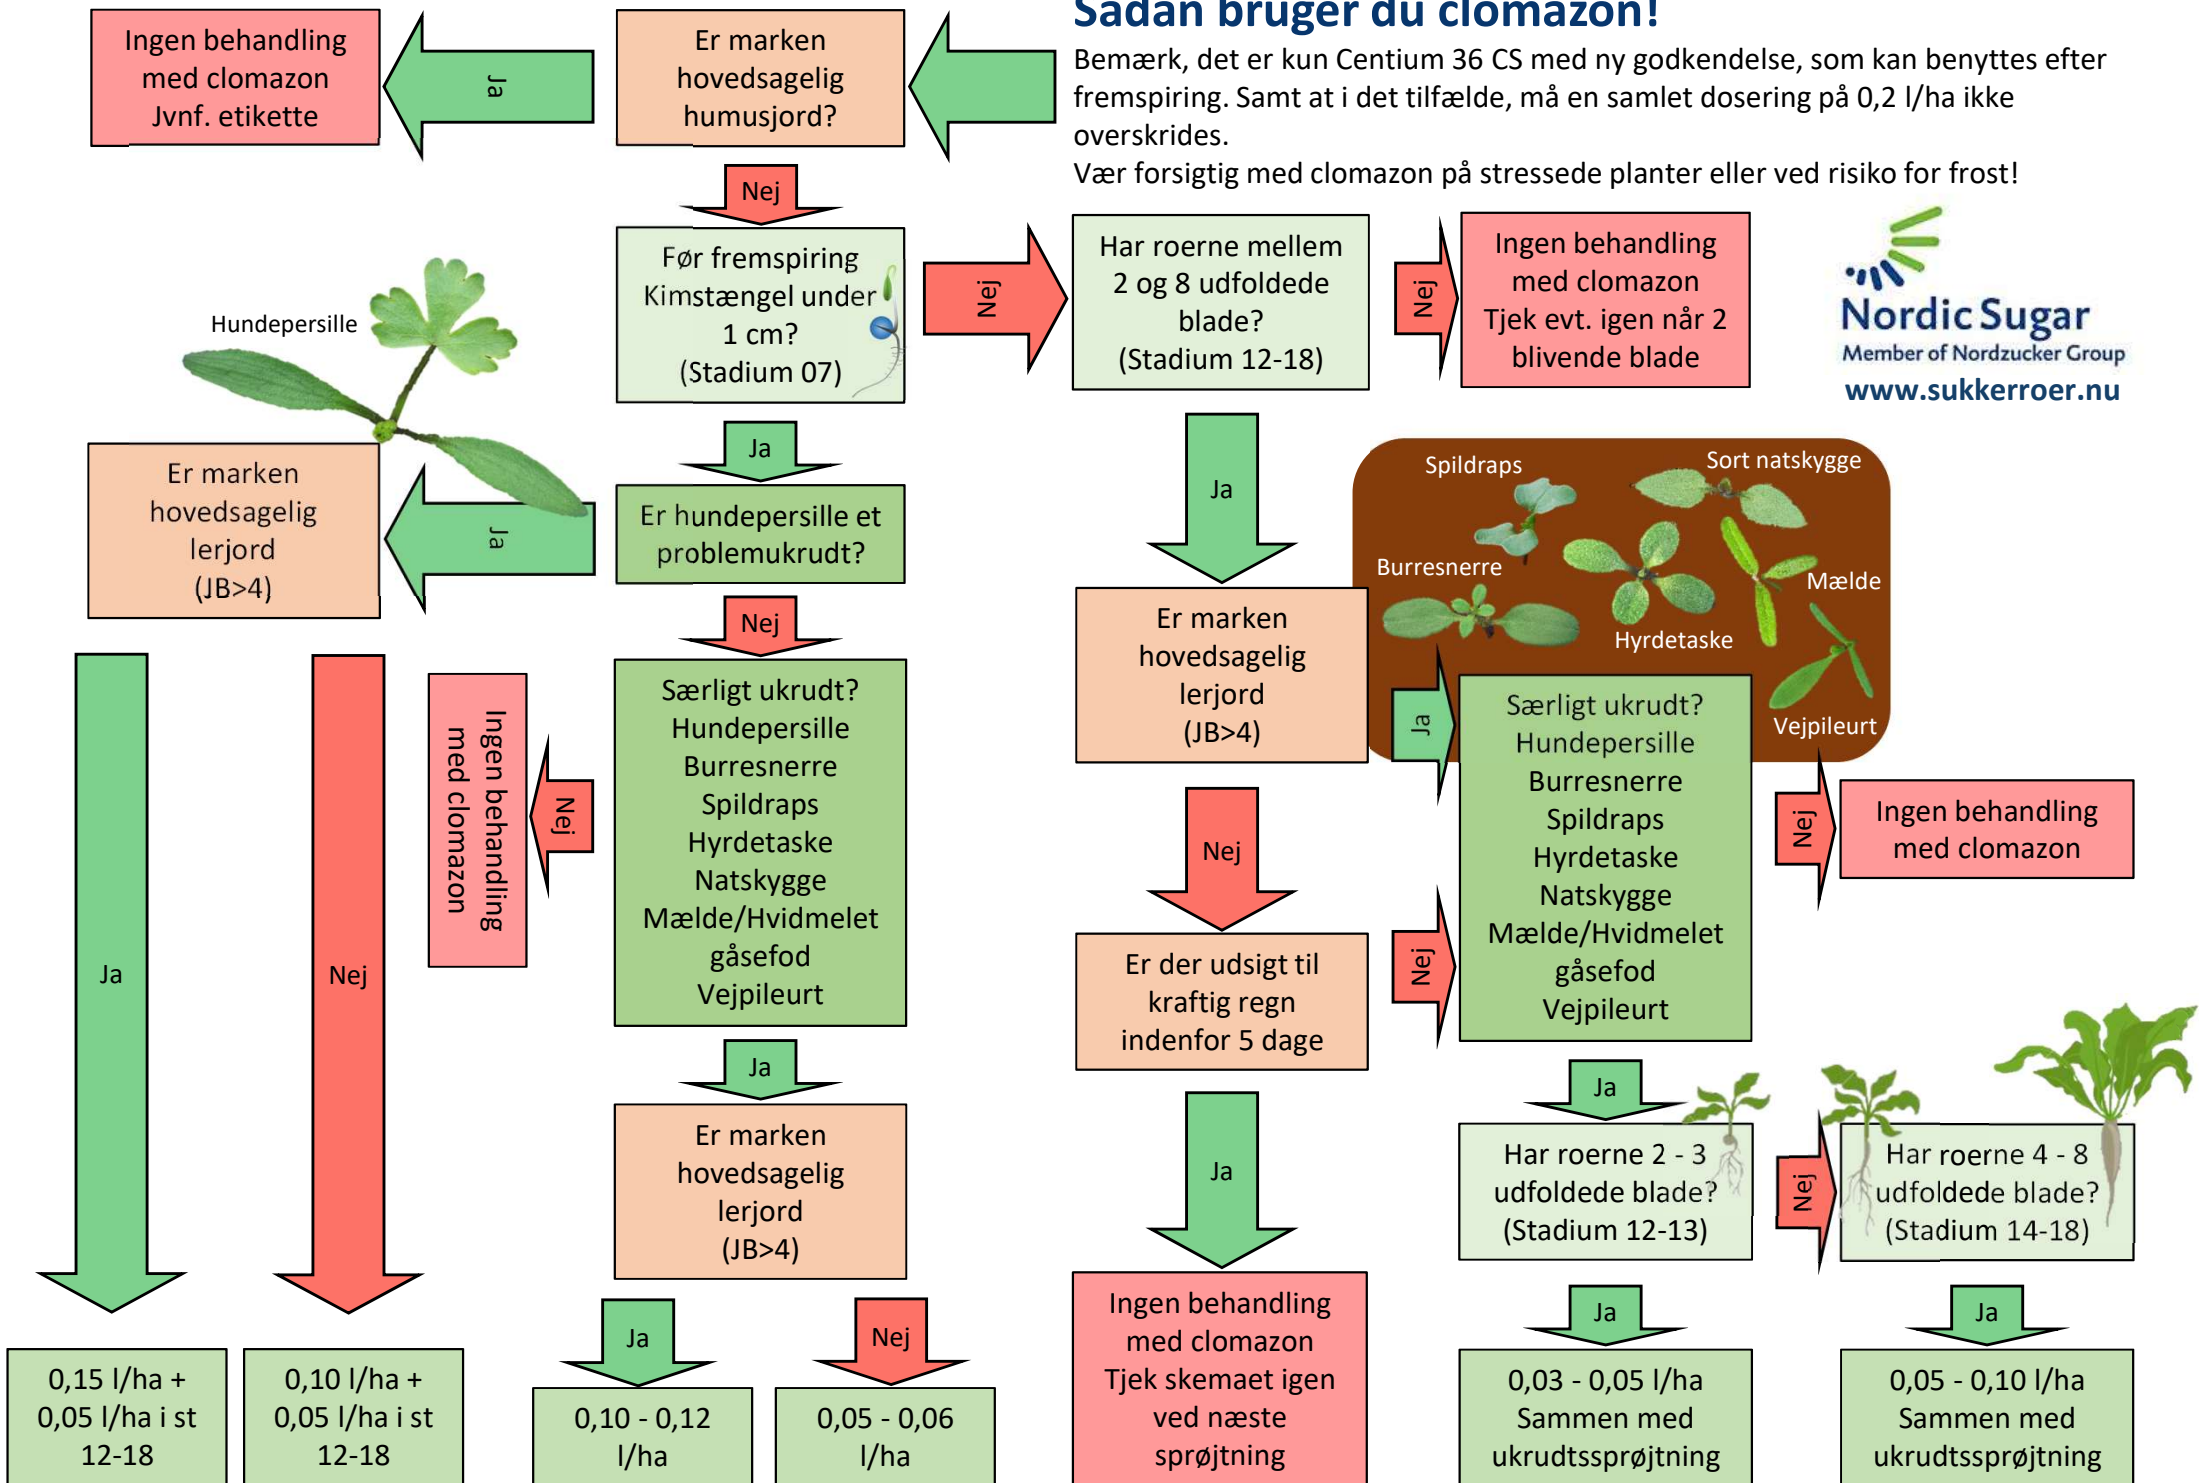 Sådan bruger du clomazon!
Bemærk, det er kun Centium 36 CS med ny godkendelse, som kan benyttes efter
fremspiring. Samt at i det tilfælde, må en samlet dosering på 0,2 l/ha ikke
overskrides.
Vær forsigtig med clomazon på stressede planter eller ved risiko for frost!
Er marken
hovedsagelig
humusjord?
Ja
Ingen behandling
med clomazon
Jvnf. etikette
Nej
Før fremspiring
Kimstængel under
1 cm?
(Stadium 07)
Nej
Har roerne mellem
2 og 8 udfoldede
blade?
(Stadium 12-18)
Nej
Ingen behandling
med clomazon
Tjek evt. igen når 2
blivende blade
Nordic Sugar
Member of Nordzucker Group
www.sukkerroer.nu
Hundepersille
Ja
Er hundepersille et
problemukrudt?
Ja
Er marken
hovedsagelig
lerjord
(JB>4)
Ja
Nej
Nej
Særligt ukrudt?
Hundepersille
Burresnerre
Spildraps
Hyrdetaske
Natskygge
Mælde/Hvidmelet
gåsefod
Vejpileurt
Nej
Ingen behandling
med clomazon
Ja
Er marken
hovedsagelig
lerjord
(JB>4)
Ja
Nej
0,15 l/ha +
0,05 l/ha i st
12-18
0,10 l/ha +
0,05 l/ha i st
12-18
0,10 - 0,12
l/ha
0,05 - 0,06
l/ha
Ja
Er marken
hovedsagelig
lerjord
(JB>4)
Spildraps
Sort natskygge
Burresnerre
Mælde
Hyrdetaske
Vejpileurt
Ja
Særligt ukrudt?
Hundepersille
Burresnerre
Spildraps
Hyrdetaske
Natskygge
Mælde/Hvidmelet
gåsefod
Vejpileurt
Nej
Ingen behandling
med clomazon
Nej
Er der udsigt til
kraftig regn
indenfor 5 dage
Nej
Ja
Ingen behandling
med clomazon
Tjek skemaet igen
ved næste
sprøjtning
Ja
Har roerne 2 - 3
udfoldede blade?
(Stadium 12-13)
Nej
Har roerne 4 - 8
udfoldede blade?
(Stadium 14-18)
Ja
Ja
0,03 - 0,05 l/ha
Sammen med
ukrudtssprøjtning
0,05 - 0,10 l/ha
Sammen med
ukrudtssprøjtning